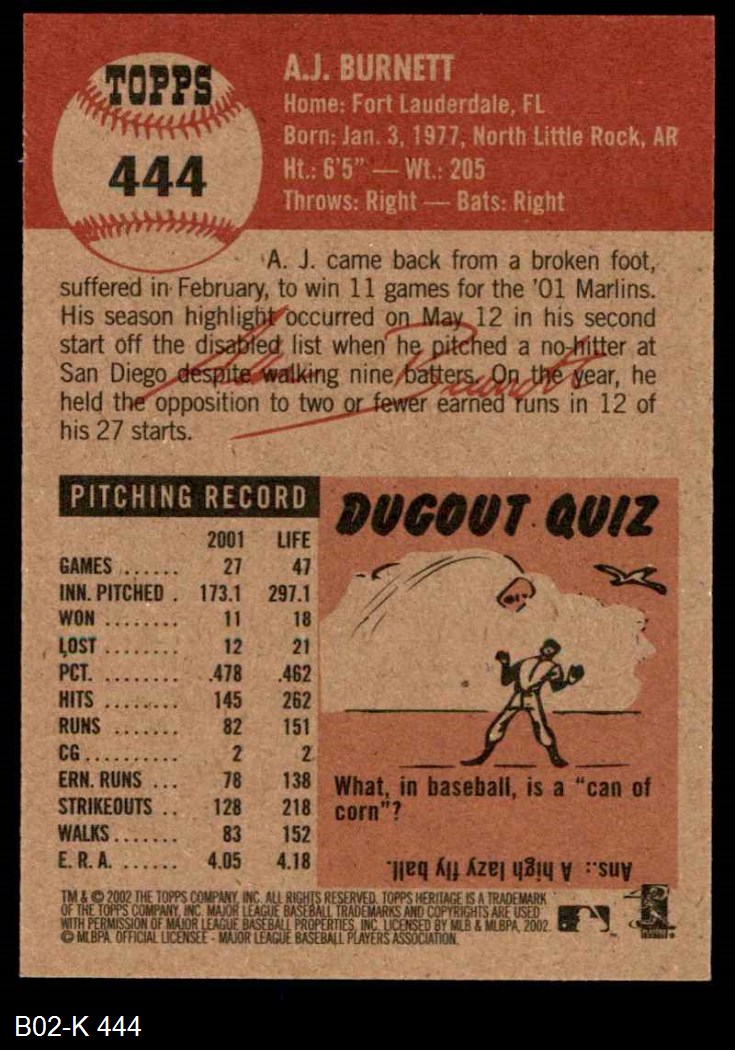 TOPPS
444
A.J. BURNETT
Home: Fort Lauderdale, FL
Born: Jan. 3, 1977, North Little Rock, AR
Ht.: 6'5" — Wt.: 205
Throws: Right — Bats: Right
A. J. came back from a broken foot,
suffered in February, to win 11 games for the '01 Marlins.
His season highlight occurred on May 12 in his second
start off the disabled list when he pitched a no-hitter at
San Diego despite walking nine batters. On the year, he
held the opposition to two or fewer earned runs in 12 of
his 27 starts.
PITCHING RECORD
2001 LIFE
GAMES ...... 27 47
INN. PITCHED . 173.1 297.1
WON ........ 11 18
LOST ........ 12 21
PCT. ........ .478 .462
HITS ........ 145 262
RUNS ....... 82 151
CG .......... 2 2
ERN. RUNS ... 78 138
STRIKEOUTS .. 128 218
WALKS ....... 83 152
E. R. A. ...... 4.05 4.18
DUGOUT QUIZ
What, in baseball, is a "can of
corn"?
Ans.: A high lazy fly ball.
TM & © 2002 THE TOPPS COMPANY, INC. ALL RIGHTS RESERVED. TOPPS HERITAGE IS A TRADEMARK
OF THE TOPPS COMPANY, INC. MAJOR LEAGUE BASEBALL TRADEMARKS AND COPYRIGHTS ARE USED
WITH PERMISSION OF MAJOR LEAGUE BASEBALL PROPERTIES, INC. LICENSED BY MLB & MLBPA, 2002.
© MLBPA. OFFICIAL LICENSEE - MAJOR LEAGUE BASEBALL PLAYERS ASSOCIATION.
B02-K 444